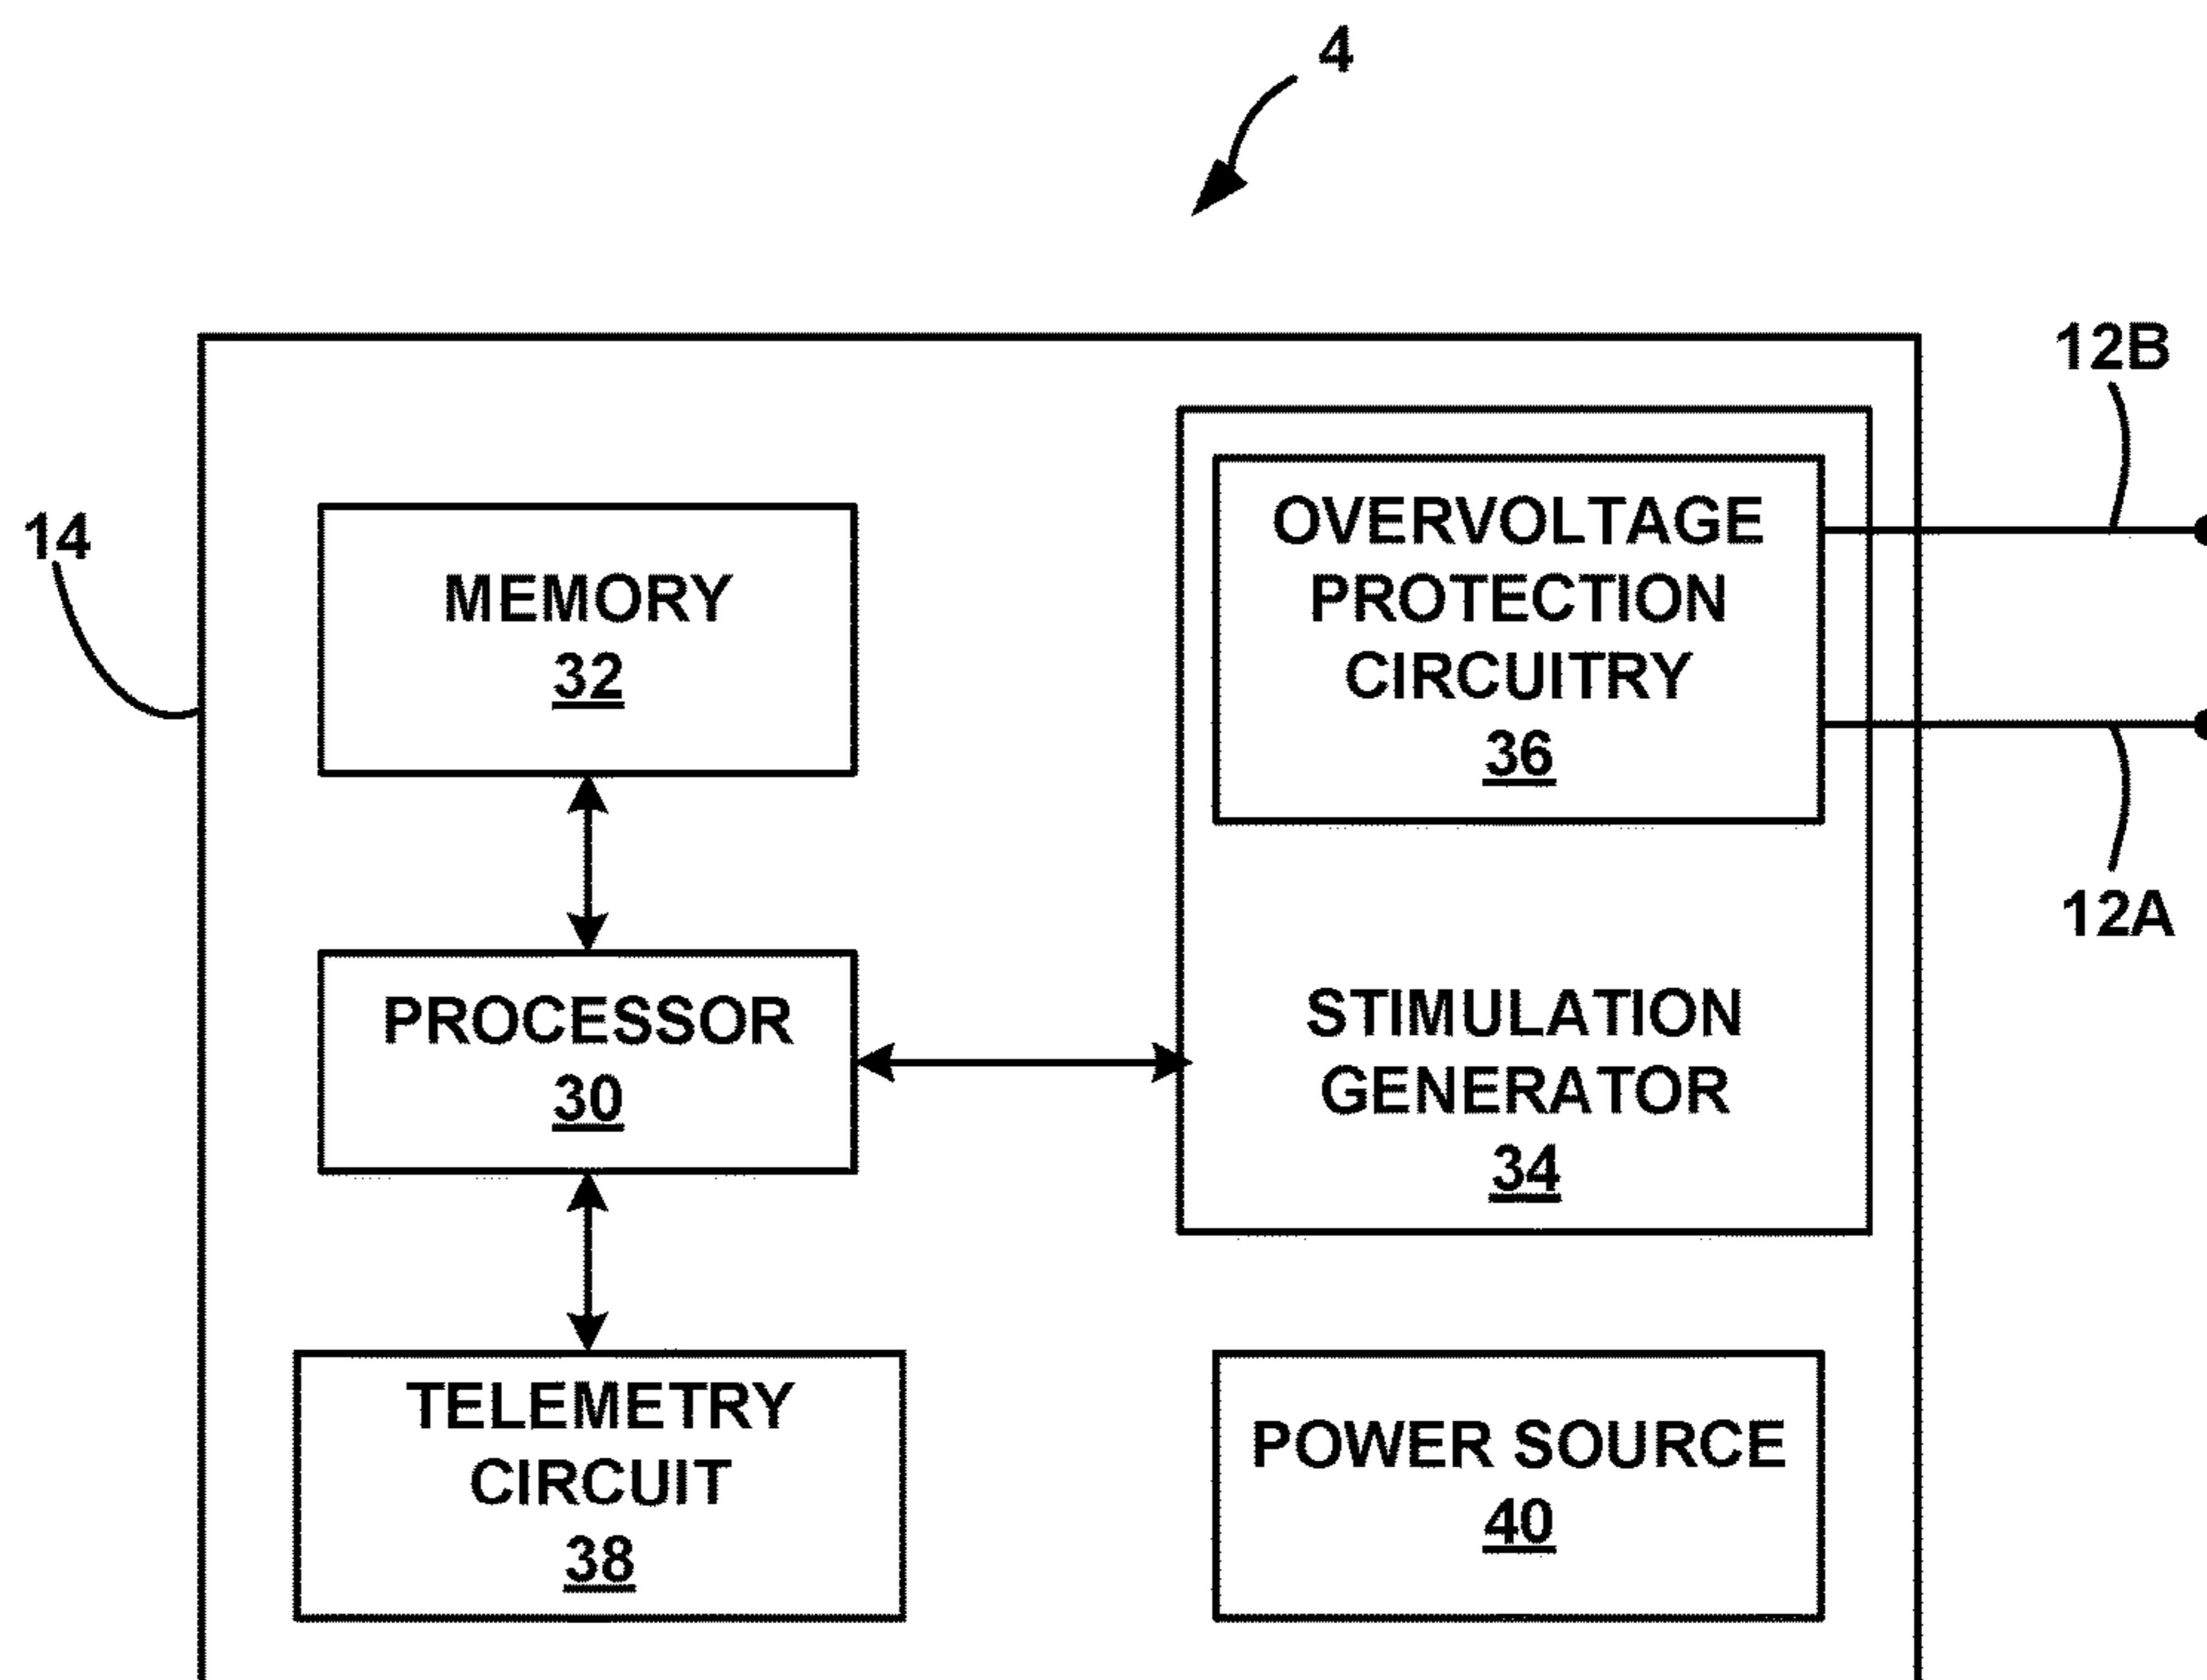 4
12B
14
MEMORY
32
OVERVOLTAGE
PROTECTION
CIRCUITRY
36
12A
PROCESSOR
30
STIMULATION
GENERATOR
34
TELEMETRY
CIRCUIT
38
POWER SOURCE
40